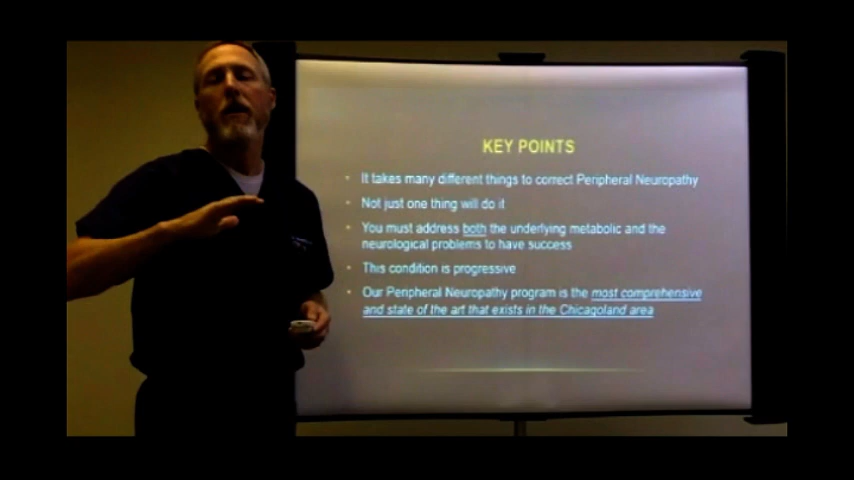 KEY POINTS
• It takes many different things to correct Peripheral Neuropathy
• Not just one thing will do it
• You must address both the underlying metabolic and the
neurological problems to have success
• This condition is progressive
• Our Peripheral Neuropathy program is the most comprehensive
and state of the art that exists in the Chicagoland area